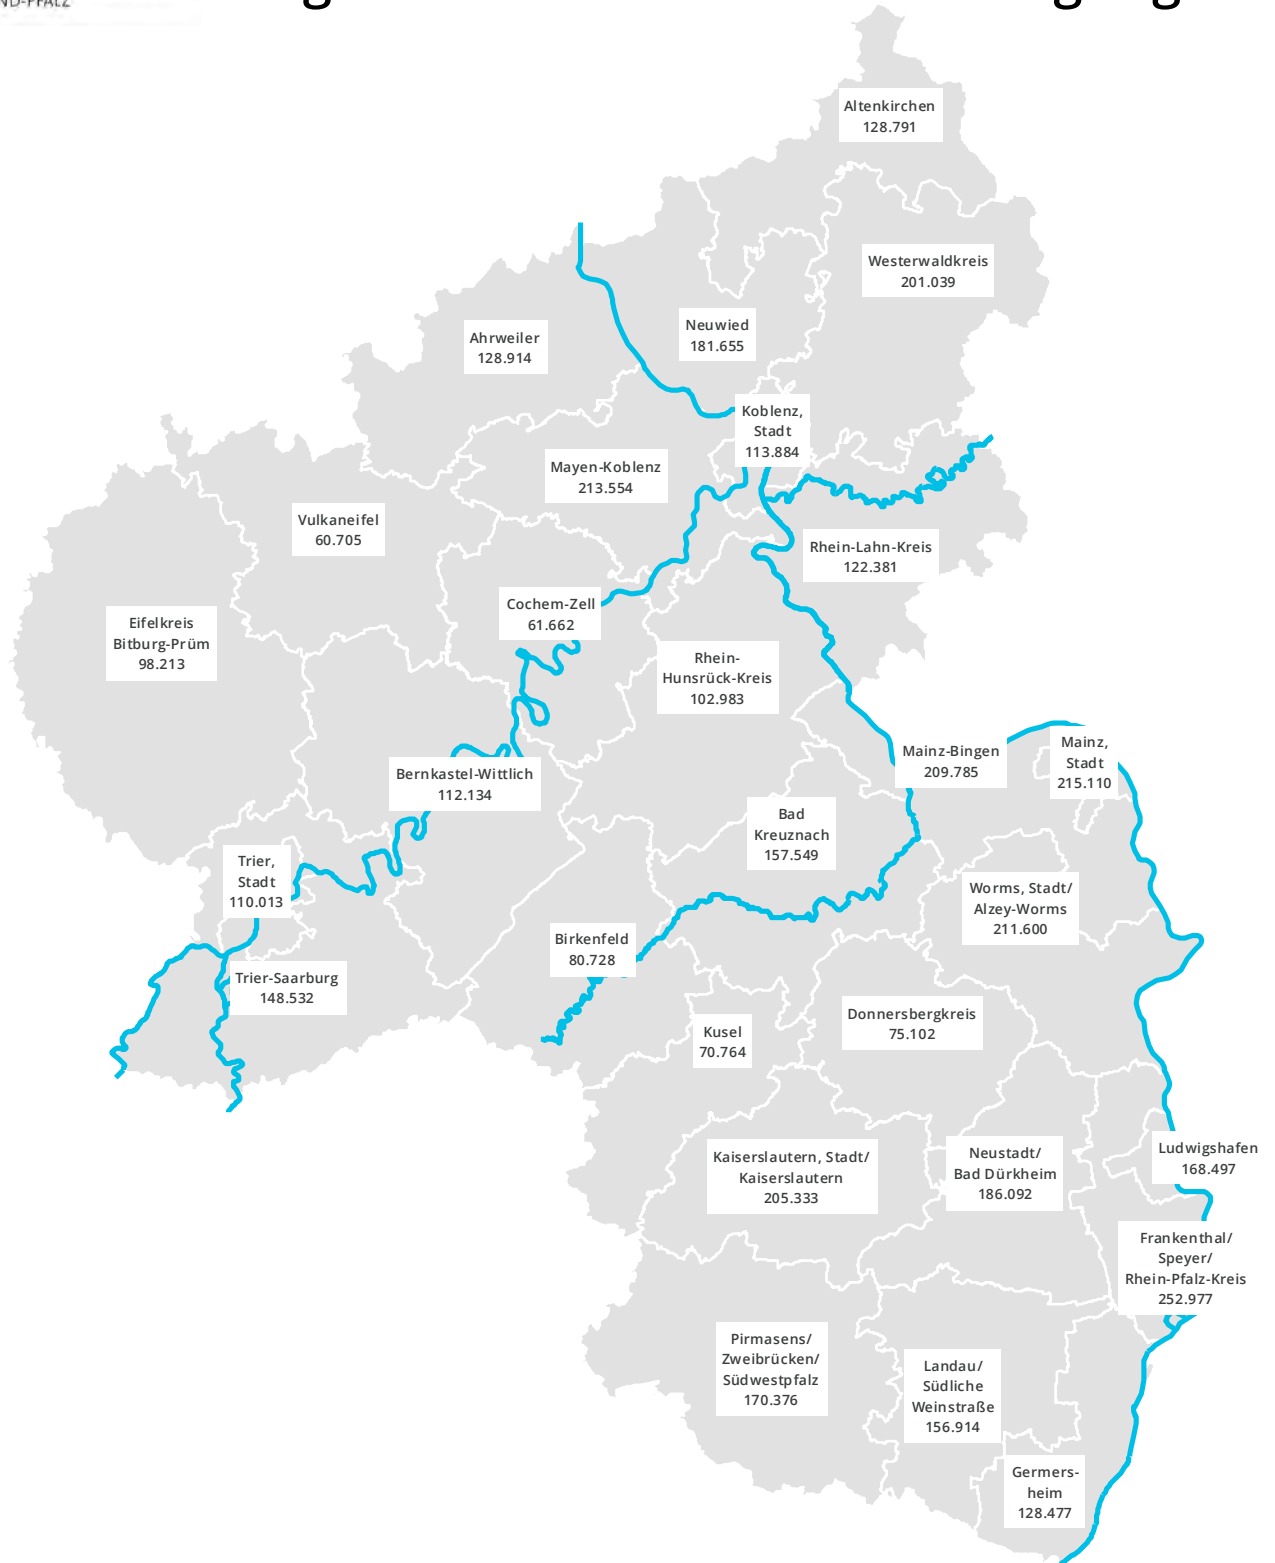 ND-PFALZ
Altenkirchen
128.791
Westerwaldkreis
201.039
Neuwied
181.655
Ahrweiler
128.914
Koblenz,
Stadt
113.884
Mayen-Koblenz
213.554
Vulkaneifel
60.705
Rhein-Lahn-Kreis
122.381
Cochem-Zell
61.662
Eifelkreis
Bitburg-Prüm
98.213
Rhein-
Hunsrück-Kreis
102.983
Mainz-Bingen
209.785
Mainz,
Stadt
215.110
Bernkastel-Wittlich
112.134
Bad
Kreuznach
157.549
Trier,
Stadt
110.013
Worms, Stadt/
Alzey-Worms
211.600
Birkenfeld
80.728
Trier-Saarburg
148.532
Donnersbergkreis
75.102
Kusel
70.764
Kaiserslautern, Stadt/
Kaiserslautern
205.333
Neustadt/
Bad Dürkheim
186.092
Ludwigshafen
168.497
Frankenthal/
Speyer/
Rhein-Pfalz-Kreis
252.977
Pirmasens/
Zweibrücken/
Südwestpfalz
170.376
Landau/
Südliche
Weinstraße
156.914
Germers-
heim
128.477